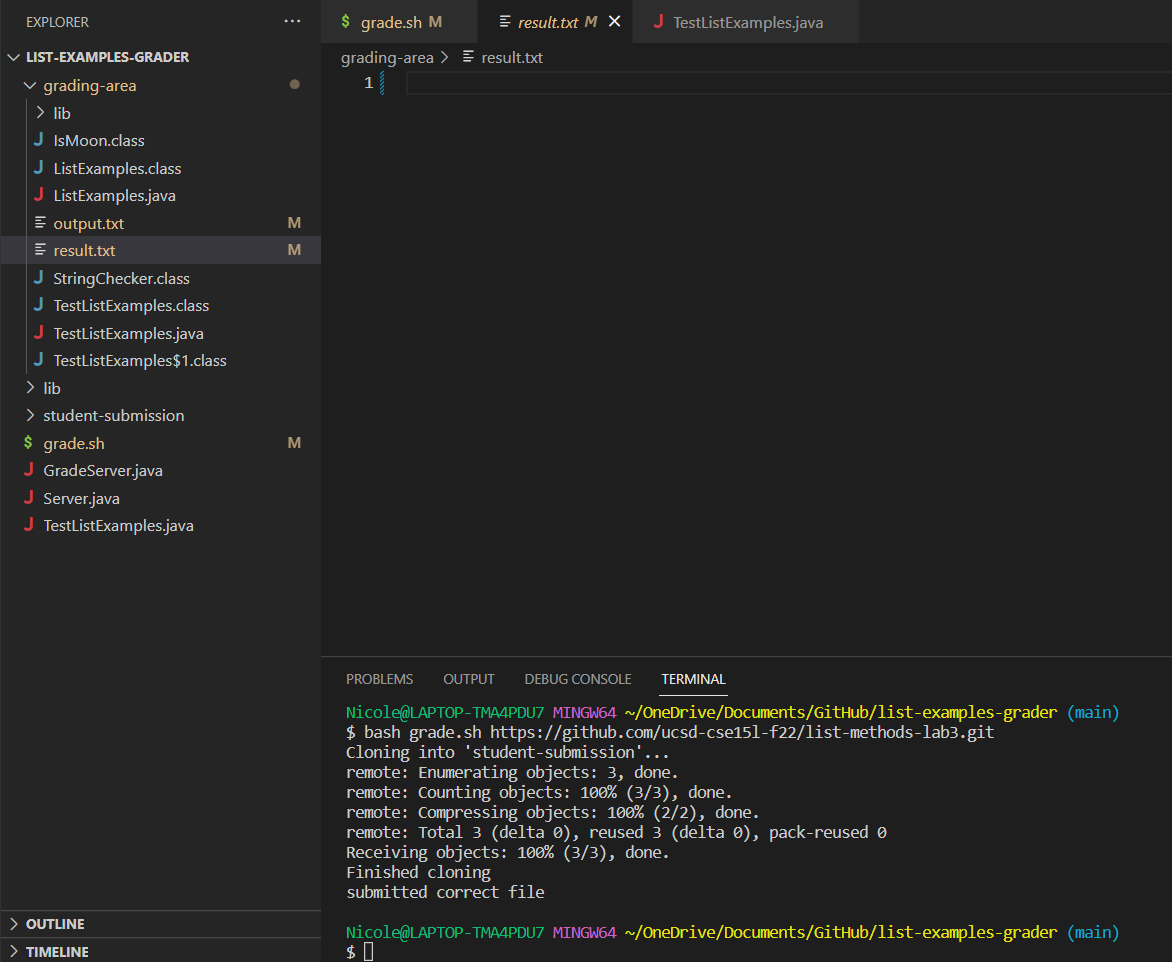 EXPLORER ...
LIST-EXAMPLES-GRADER
grading-area
lib
IsMoon.class
ListExamples.class
ListExamples.java
output.txt M
result.txt M
StringChecker.class
TestListExamples.class
TestListExamples.java
TestListExamples$1.class
lib
student-submission
$ grade.sh M
GradeServer.java
Server.java
TestListExamples.java
OUTLINE
TIMELINE
$ grade.sh M result.txt M TestListExamples.java
grading-area > result.txt
1
PROBLEMS OUTPUT DEBUG CONSOLE TERMINAL
Nicole@LAPTOP-TMA4PDU7 MINGW64 ~/OneDrive/Documents/GitHub/list-examples-grader (main)
$ bash grade.sh https://github.com/ucsd-cse15l-f22/list-methods-lab3.git
Cloning into 'student-submission'...
remote: Enumerating objects: 3, done.
remote: Counting objects: 100% (3/3), done.
remote: Compressing objects: 100% (2/2), done.
remote: Total 3 (delta 0), reused 3 (delta 0), pack-reused 0
Receiving objects: 100% (3/3), done.
Finished cloning
submitted correct file
Nicole@LAPTOP-TMA4PDU7 MINGW64 ~/OneDrive/Documents/GitHub/list-examples-grader (main)
$